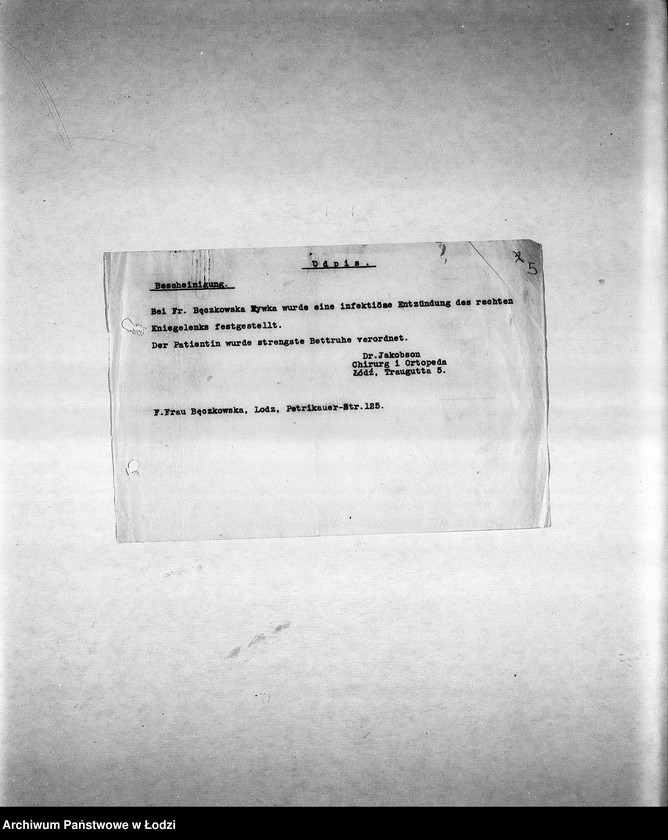 Odpis.
5
Bescheinigung.
Bei Fr. Bęczkowska Rywka wurde eine infektiöse Entzündung des rechten
Kniegelenks festgestellt.
Der Patientin wurde strengste Bettruhe verordnet.
Dr.Jakobson
Chirurg i Ortopeda
Łódź, Traugutta 5.
F.Frau Bęczkowska, Lodz, Petrikauer-Str.125.
Archiwum Państwowe w Łodzi